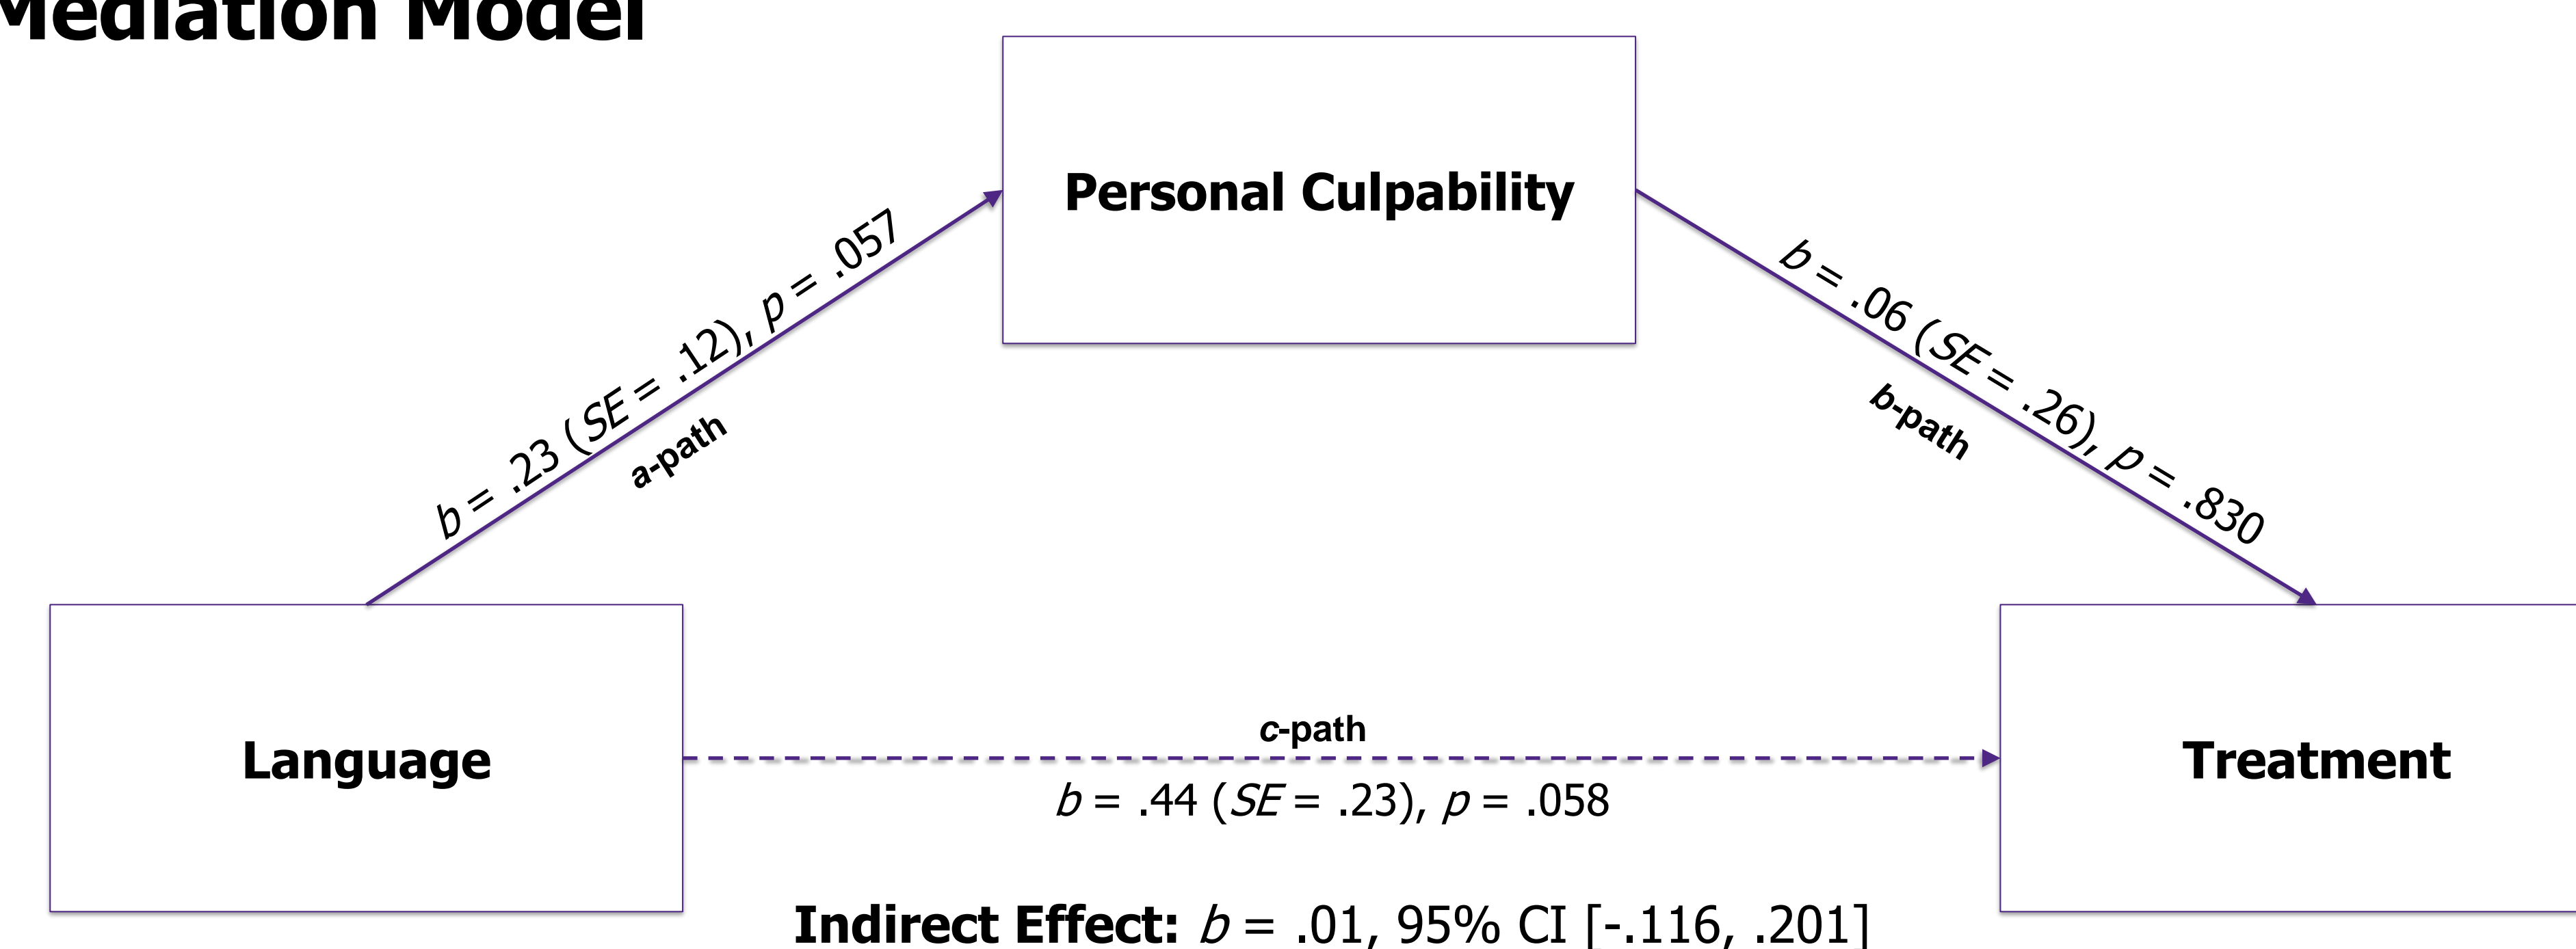 Mediation Model
Personal Culpability
b = .23 (SE = .12), p = .057
a-path
b = .06 (SE = .26), p = .830
b-path
Language
c-path
b = .44 (SE = .23), p = .058
Treatment
Indirect Effect: b = .01, 95% CI [-.116, .201]